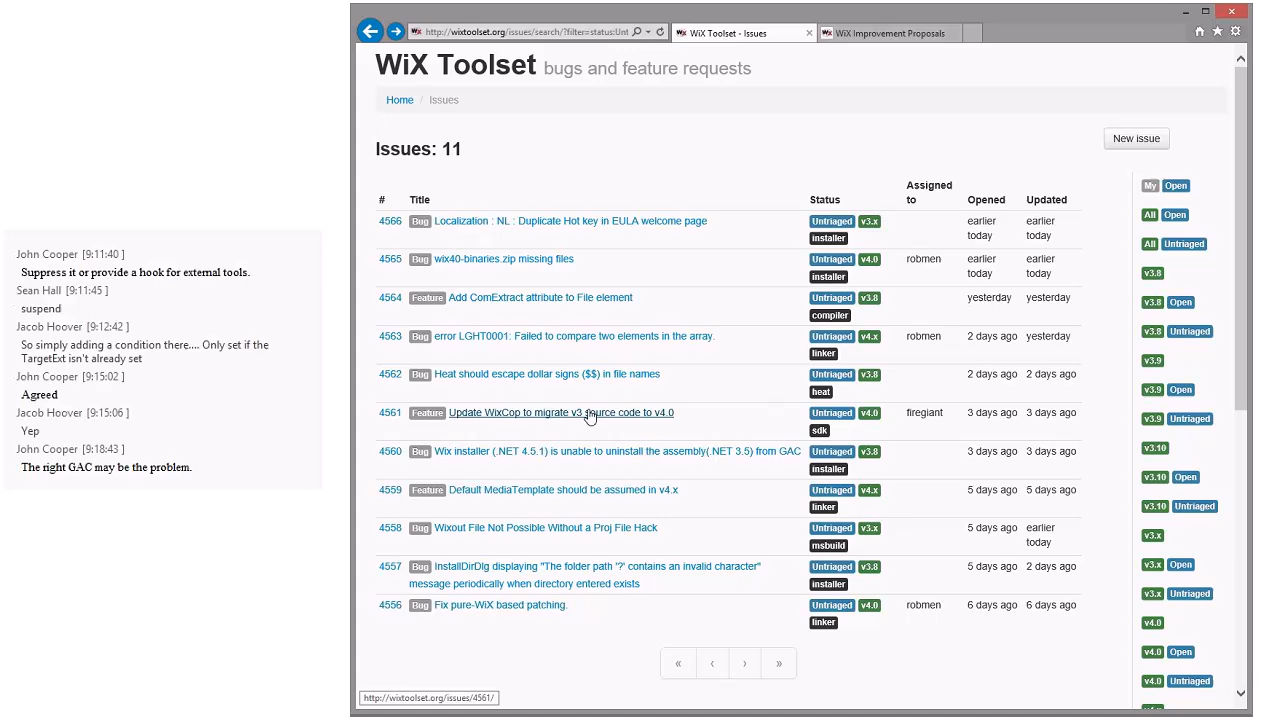 John Cooper [9:11:40 ]
Suppress it or provide a hook for external tools.
Sean Hall [9:11:45 ]
suspend
Jacob Hoover [9:12:42 ]
So simply adding a condition there.... Only set if the
TargetExt isn't already set
John Cooper [9:15:02 ]
Agreed
Jacob Hoover [9:15:06 ]
Yep
John Cooper [9:18:43 ]
The right GAC may be the problem.
http://wixtoolset.org/issues/search/?filter=status:Unt
WiX Toolset - Issues
WiX Improvement Proposals
WiX Toolset bugs and feature requests
Home / Issues
Issues: 11
New issue
# Title Status Assigned to Opened Updated
4566 Bug Localization : NL : Duplicate Hot key in EULA welcome page Untriaged v3.x installer earlier today earlier today
4565 Bug wix40-binaries.zip missing files Untriaged v4.0 installer robmen earlier today earlier today
4564 Feature Add ComExtract attribute to File element Untriaged v3.8 compiler yesterday yesterday
4563 Bug error LGHT0001: Failed to compare two elements in the array. Untriaged v4.x linker robmen 2 days ago yesterday
4562 Bug Heat should escape dollar signs ($$) in file names Untriaged v3.8 heat 2 days ago 2 days ago
4561 Feature Update WixCop to migrate v3 source code to v4.0 Untriaged v4.0 sdk firegiant 3 days ago 3 days ago
4560 Bug Wix installer (.NET 4.5.1) is unable to uninstall the assembly(.NET 3.5) from GAC Untriaged v3.8 installer 3 days ago 3 days ago
4559 Feature Default MediaTemplate should be assumed in v4.x Untriaged v4.x linker 5 days ago 5 days ago
4558 Bug Wixout File Not Possible Without a Proj File Hack Untriaged v3.x msbuild 5 days ago earlier today
4557 Bug InstallDirDlg displaying "The folder path '?' contains an invalid character"
message periodically when directory entered exists Untriaged v3.8 installer 5 days ago 2 days ago
4556 Bug Fix pure-WiX based patching. Untriaged v4.0 linker robmen 6 days ago 6 days ago
« ‹ › »
My Open
All Open
All Untriaged
v3.8
v3.8 Open
v3.8 Untriaged
v3.9
v3.9 Open
v3.9 Untriaged
v3.10
v3.10 Open
v3.10 Untriaged
v3.x
v3.x Open
v3.x Untriaged
v4.0
v4.0 Open
v4.0 Untriaged
http://wixtoolset.org/issues/4561/